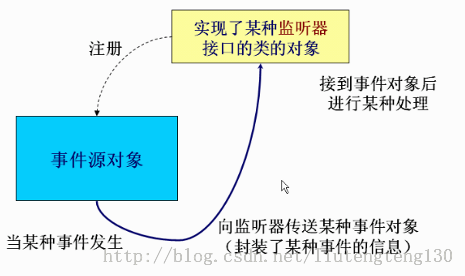 实现了某种监听器
接口的类的对象
注册
接到事件对象后
进行某种处理
事件源对象
向监听器传送某种事件对象
当某种事件发生
(封装了某种事件的信息)
http://blog.csdn.net/liutengteng130